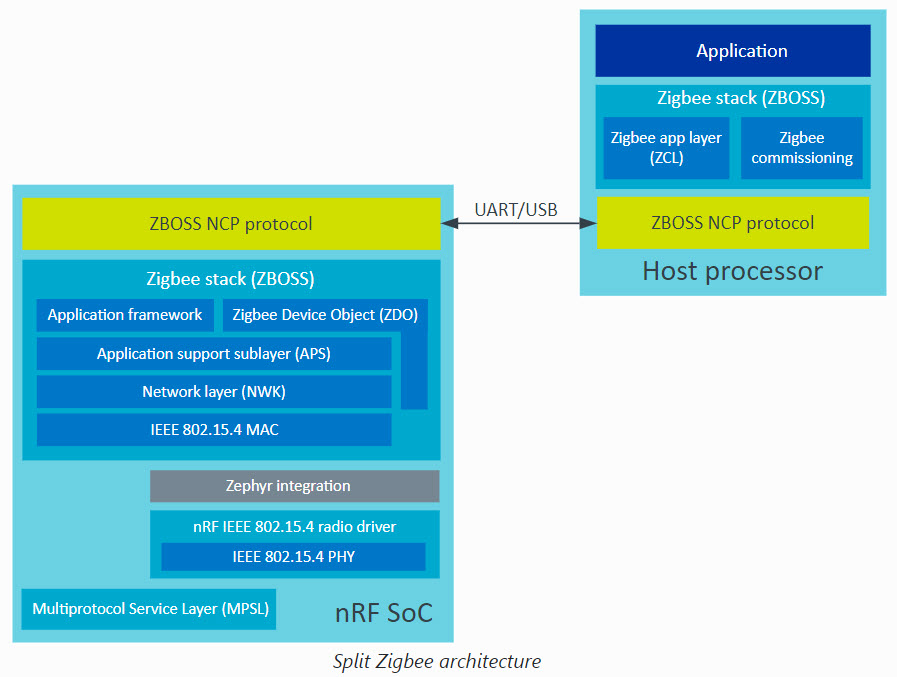 Application
Zigbee stack (ZBOSS)
Zigbee app layer
(ZCL)
Zigbee
commissioning
ZBOSS NCP protocol
Host processor
UART/USB
ZBOSS NCP protocol
Zigbee stack (ZBOSS)
Application framework
Zigbee Device Object (ZDO)
Application support sublayer (APS)
Network layer (NWK)
IEEE 802.15.4 MAC
Zephyr integration
nRF IEEE 802.15.4 radio driver
IEEE 802.15.4 PHY
Multiprotocol Service Layer (MPSL)
nRF SoC
Split Zigbee architecture